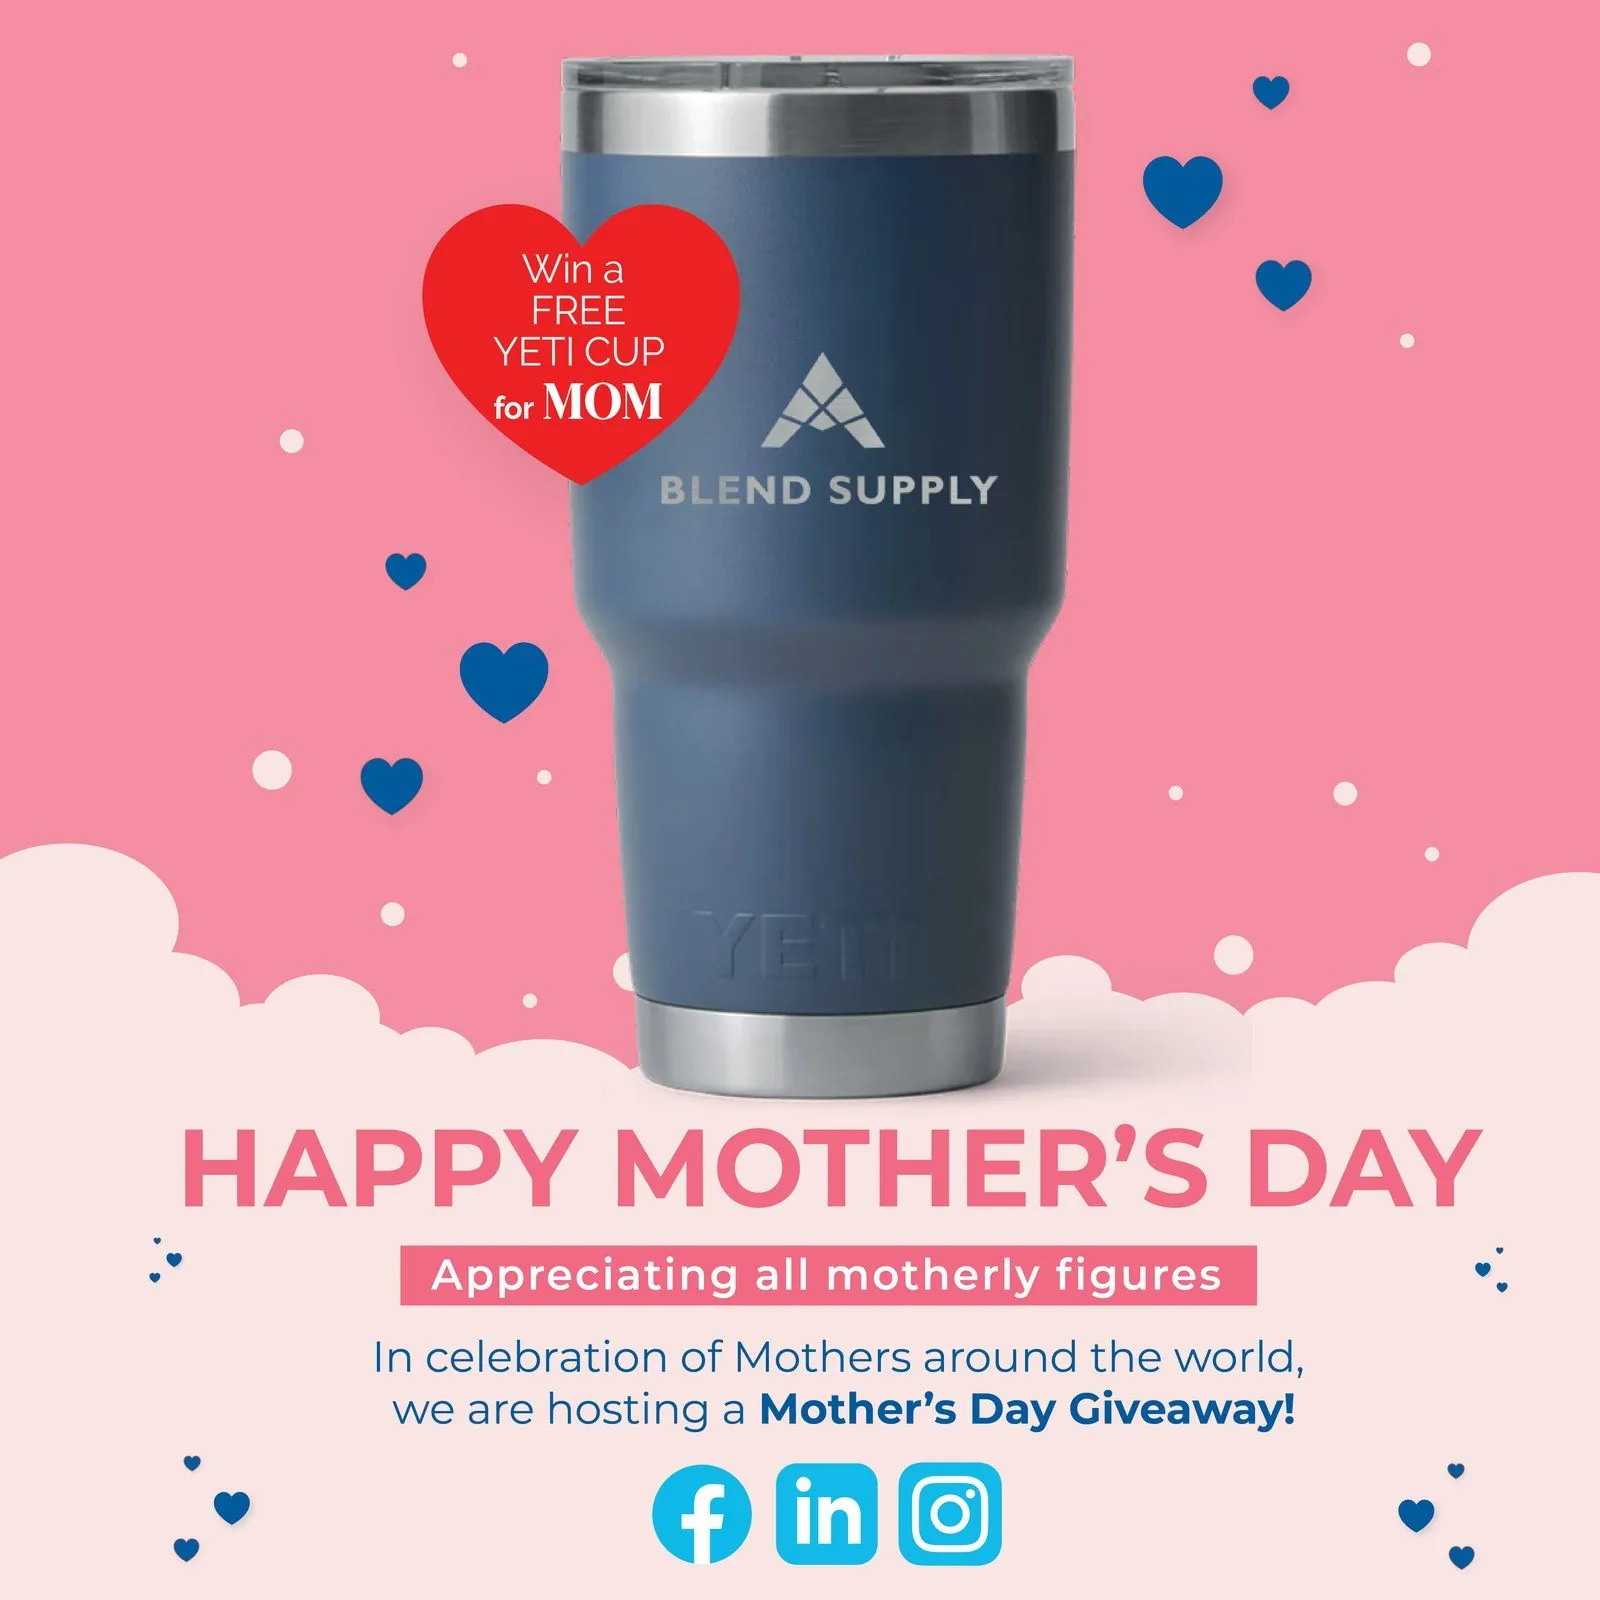 Win a
FREE
YETI CUP
for MOM
BLEND SUPPLY
YETI
HAPPY MOTHER’S DAY
Appreciating all motherly figures
In celebration of Mothers around the world,
we are hosting a Mother’s Day Giveaway!
f in